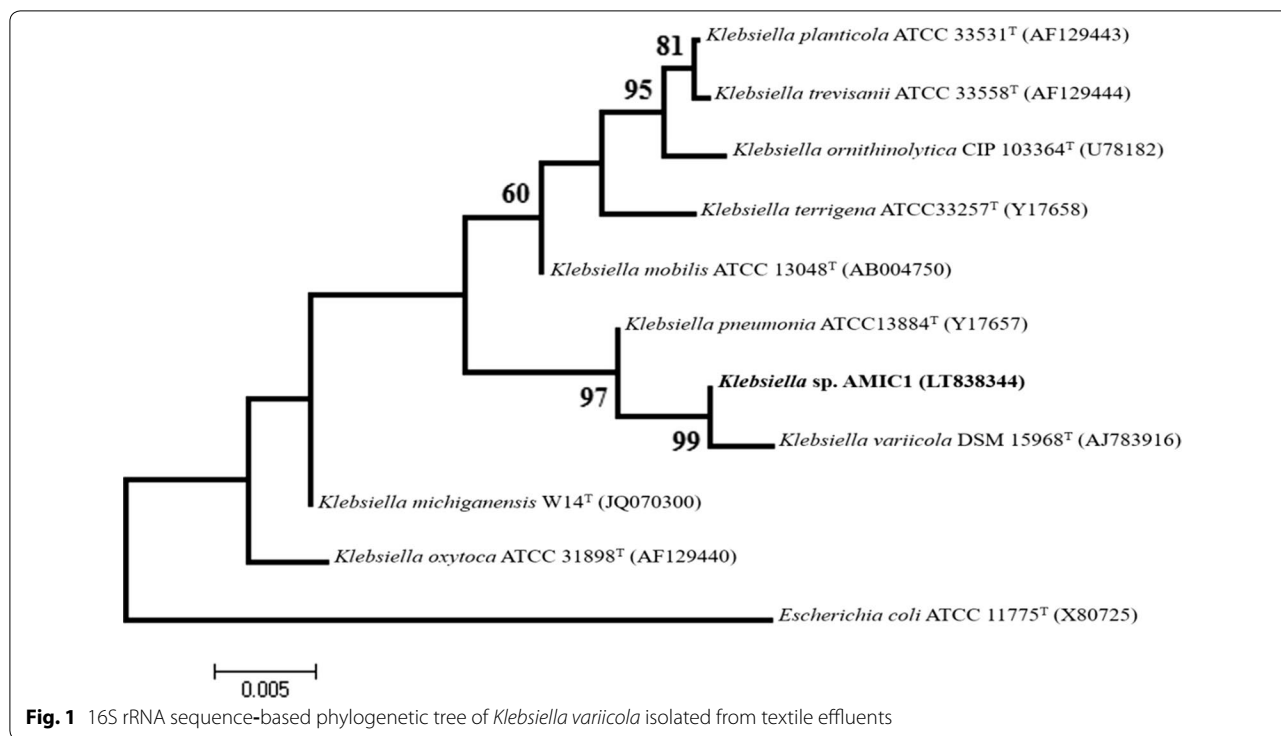 81
Klebsiella planticola ATCC 33531ᵀ (AF129443)
95
Klebsiella trevisanii ATCC 33558ᵀ (AF129444)
Klebsiella ornithinolytica CIP 103364ᵀ (U78182)
60
Klebsiella terrigena ATCC33257ᵀ (Y17658)
Klebsiella mobilis ATCC 13048ᵀ (AB004750)
Klebsiella pneumonia ATCC13884ᵀ (Y17657)
97
Klebsiella sp. AMIC1 (LT838344)
99
Klebsiella variicola DSM 15968ᵀ (AJ783916)
Klebsiella michiganensis W14ᵀ (JQ070300)
Klebsiella oxytoca ATCC 31898ᵀ (AF129440)
Escherichia coli ATCC 11775ᵀ (X80725)
0.005
Fig. 1 16S rRNA sequence-based phylogenetic tree of Klebsiella variicola isolated from textile effluents